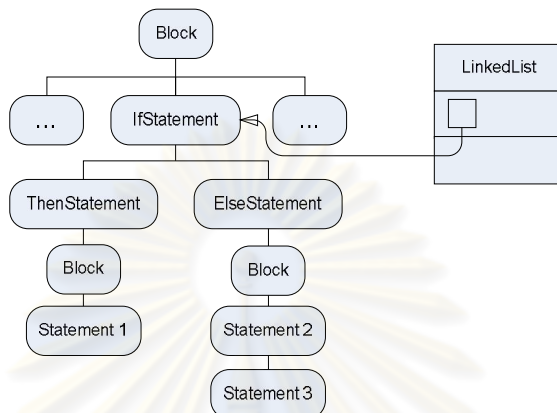 Block
LinkedList
...
IfStatement
...
ThenStatement
ElseStatement
Block
Block
Statement 1
Statement 2
Statement 3